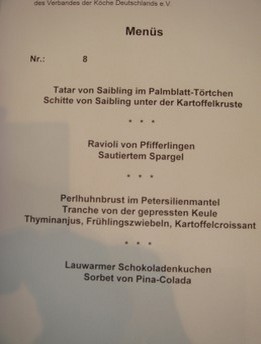 des Verbandes der Köche Deutschlands e.V.
Menüs
Nr.: 8
Tatar von Saibling im Palmblatt-Törtchen
Schitte von Saibling unter der Kartoffelkruste
* * *
Ravioli von Pfifferlingen
Sautiertem Spargel
* * *
Perlhuhnbrust im Petersilienmantel
Tranche von der gepressten Keule
Thyminanjus, Frühlingszwiebeln, Kartoffelcroissant
* * *
Lauwarmer Schokoladenkuchen
Sorbet von Pina-Colada